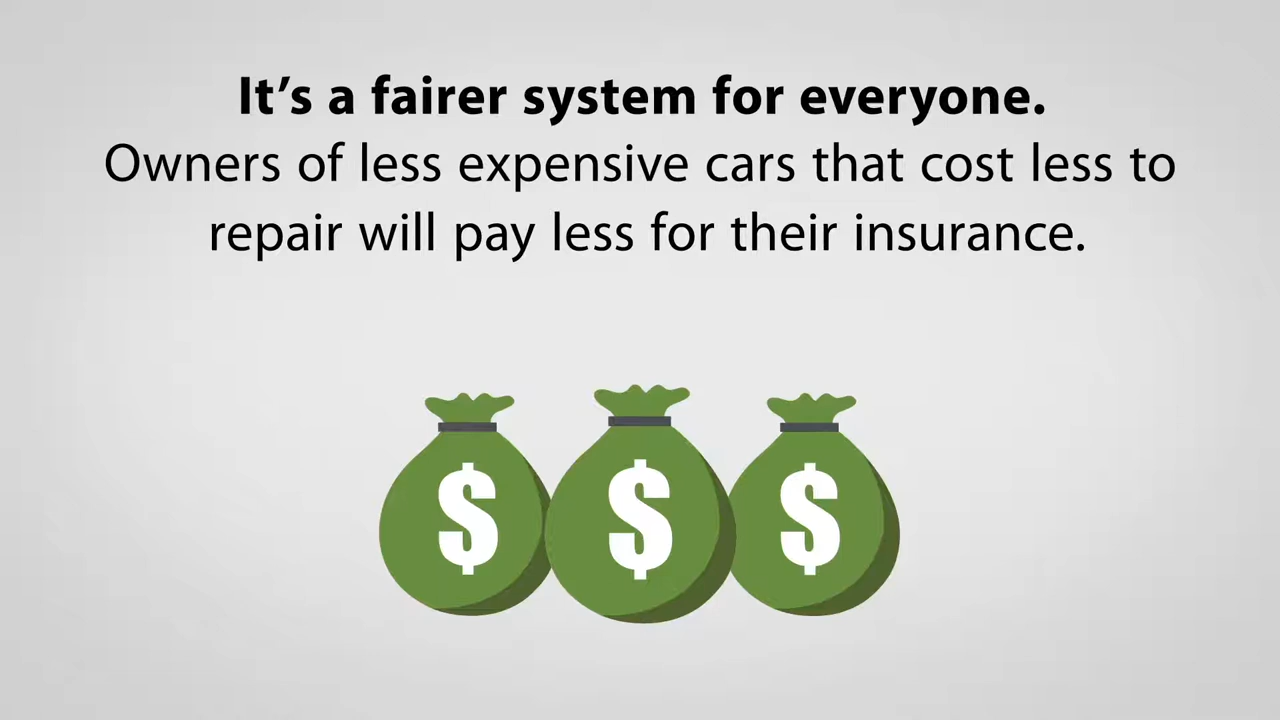 It’s a fairer system for everyone.
Owners of less expensive cars that cost less to
repair will pay less for their insurance.
$ $ $